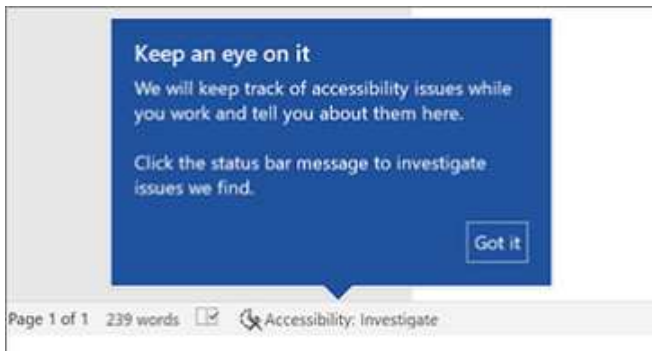 Keep an eye on it
We will keep track of accessibility issues while
you work and tell you about them here.
Click the status bar message to investigate
issues we find.
Got it
Page 1 of 1 239 words Accessibility: Investigate